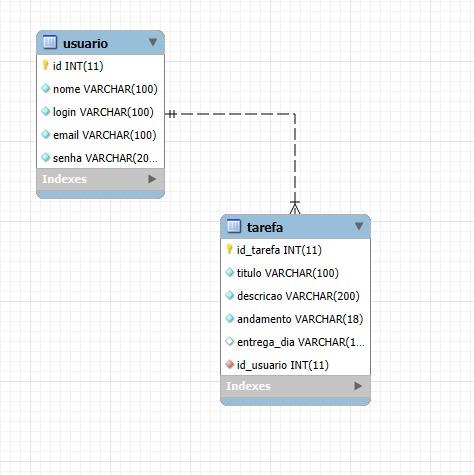 usuario
id INT(11)
nome VARCHAR(100)
login VARCHAR(100)
email VARCHAR(100)
senha VARCHAR(20...
Indexes
tarefa
id_tarefa INT(11)
titulo VARCHAR(100)
descricao VARCHAR(200)
andamento VARCHAR(18)
entrega_dia VARCHAR(1...
id_usuario INT(11)
Indexes